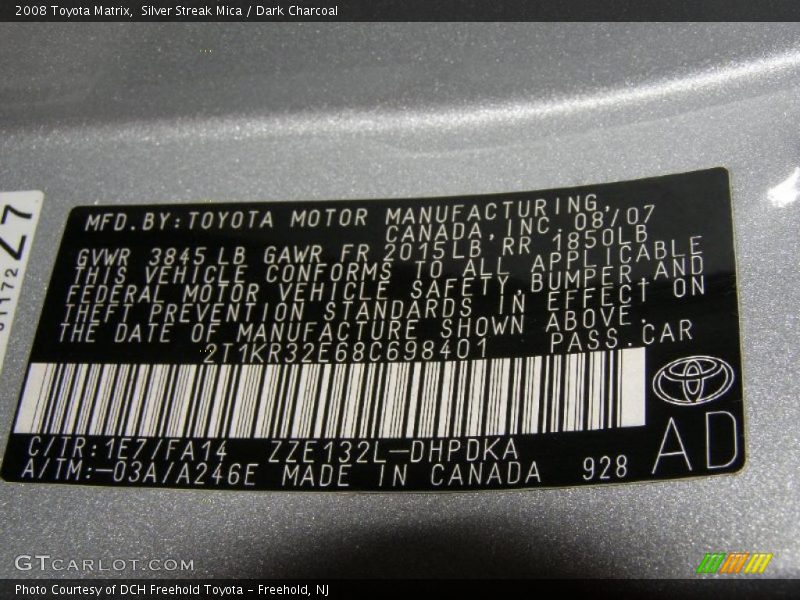 2008 Toyota Matrix,  Silver Streak Mica / Dark Charcoal
MFD.BY:TOYOTA MOTOR MANUFACTURING,
CANADA,INC.08/07
GVWR 3845 LB GAWR FR 2015LB,RR 1850LB
THIS VEHICLE CONFORMS TO ALL APPLICABLE
FEDERAL MOTOR VEHICLE SAFETY,BUMPER,AND
THEFT PREVENTION STANDARDS IN EFFECT ON
THE DATE OF MANUFACTURE SHOWN ABOVE.
2T1KR32E68C698401 PASS.CAR
C/TR:1E7/FA14 ZZE132L-DHPDKA
A/TM:-03A/A246E MADE IN CANADA 928
AD
Z7
01172
GTCARLOT.COM
Photo Courtesy of DCH Freehold Toyota - Freehold, NJ